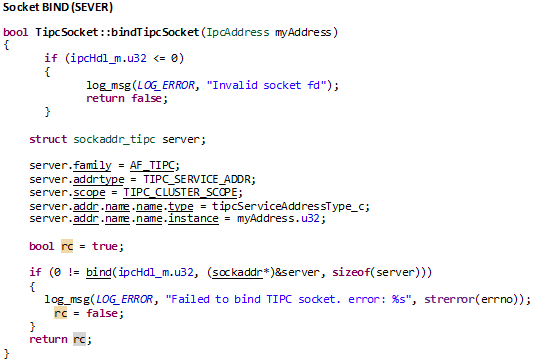 Socket BIND (SEVER)
bool TipcSocket::bindTipcSocket(IpcAddress myAddress)
{
if (ipcHdl_m.u32 <= 0)
{
log_msg(LOG_ERROR, "Invalid socket fd");
return false;
}
struct sockaddr_tipc server;
server.family = AF_TIPC;
server.addrtype = TIPC_SERVICE_ADDR;
server.scope = TIPC_CLUSTER_SCOPE;
server.addr.name.name.type = tipcServiceAddressType_c;
server.addr.name.name.instance = myAddress.u32;
bool rc = true;
if (0 != bind(ipcHdl_m.u32, (sockaddr*)&server, sizeof(server)))
{
log_msg(LOG_ERROR, "Failed to bind TIPC socket. error: %s", strerror(errno));
rc = false;
}
return rc;
}